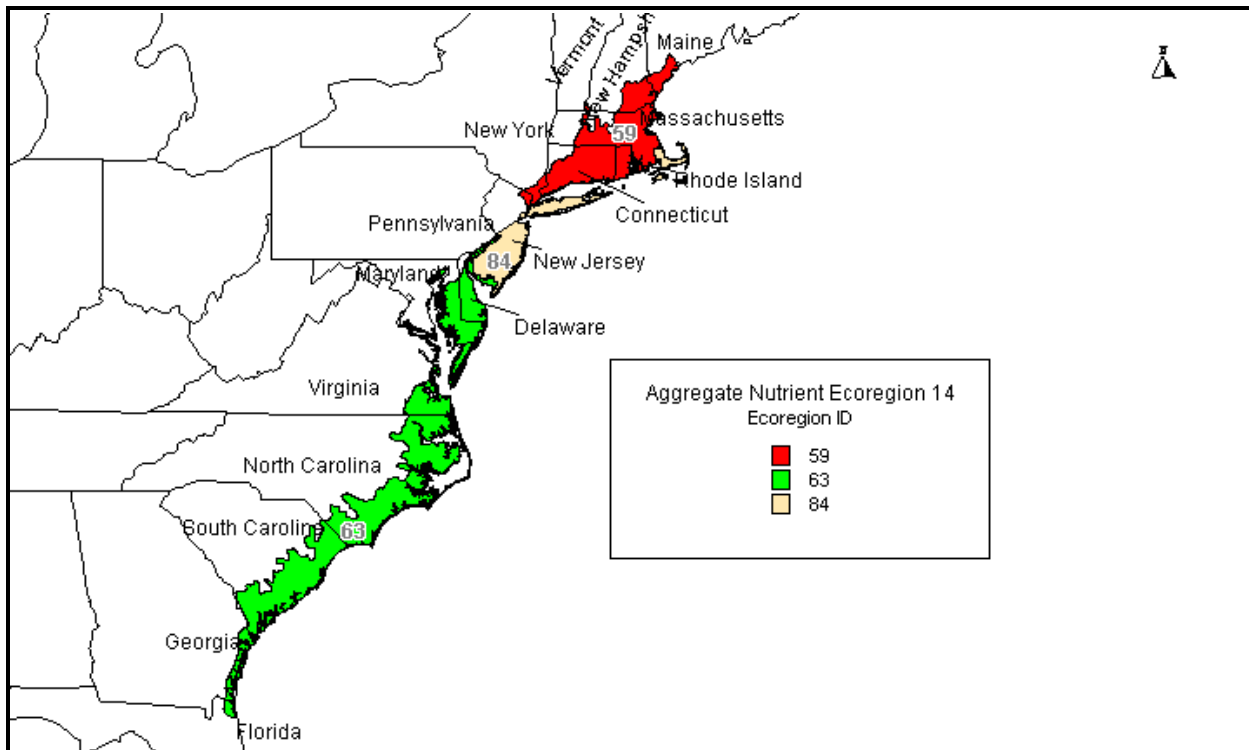 Maine
Vermont
New Hampsh
Massachusetts
New York
59
Rhode Island
Connecticut
Pennsylvania
New Jersey
84
Maryland
Delaware
Virginia
North Carolina
South Carolina
63
Georgia
Florida
Aggregate Nutrient Ecoregion 14
Ecoregion ID
59
63
84